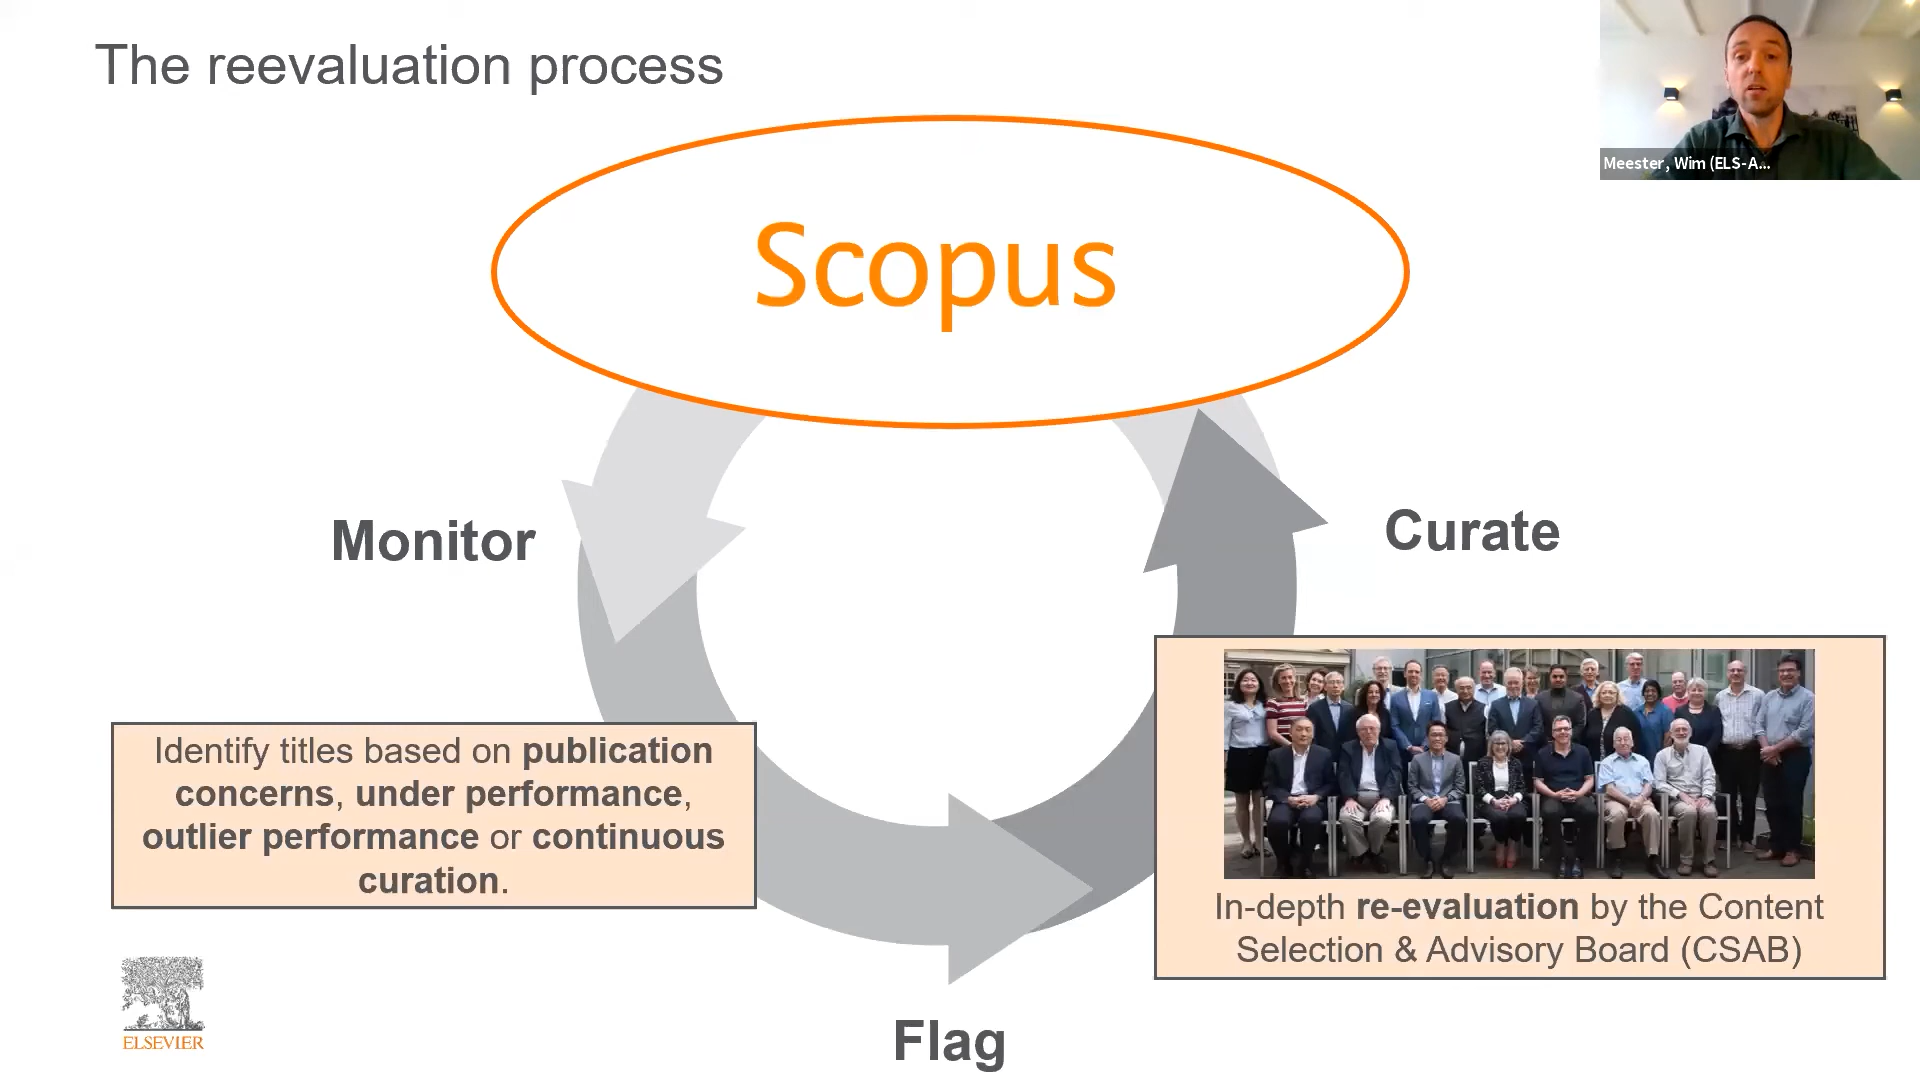 The reevaluation process
Meester, Wim (ELS-A...
Scopus
Monitor
Curate
Identify titles based on publication
concerns, under performance,
outlier performance or continuous
curation.
In-depth re-evaluation by the Content
Selection & Advisory Board (CSAB)
ELSEVIER
Flag